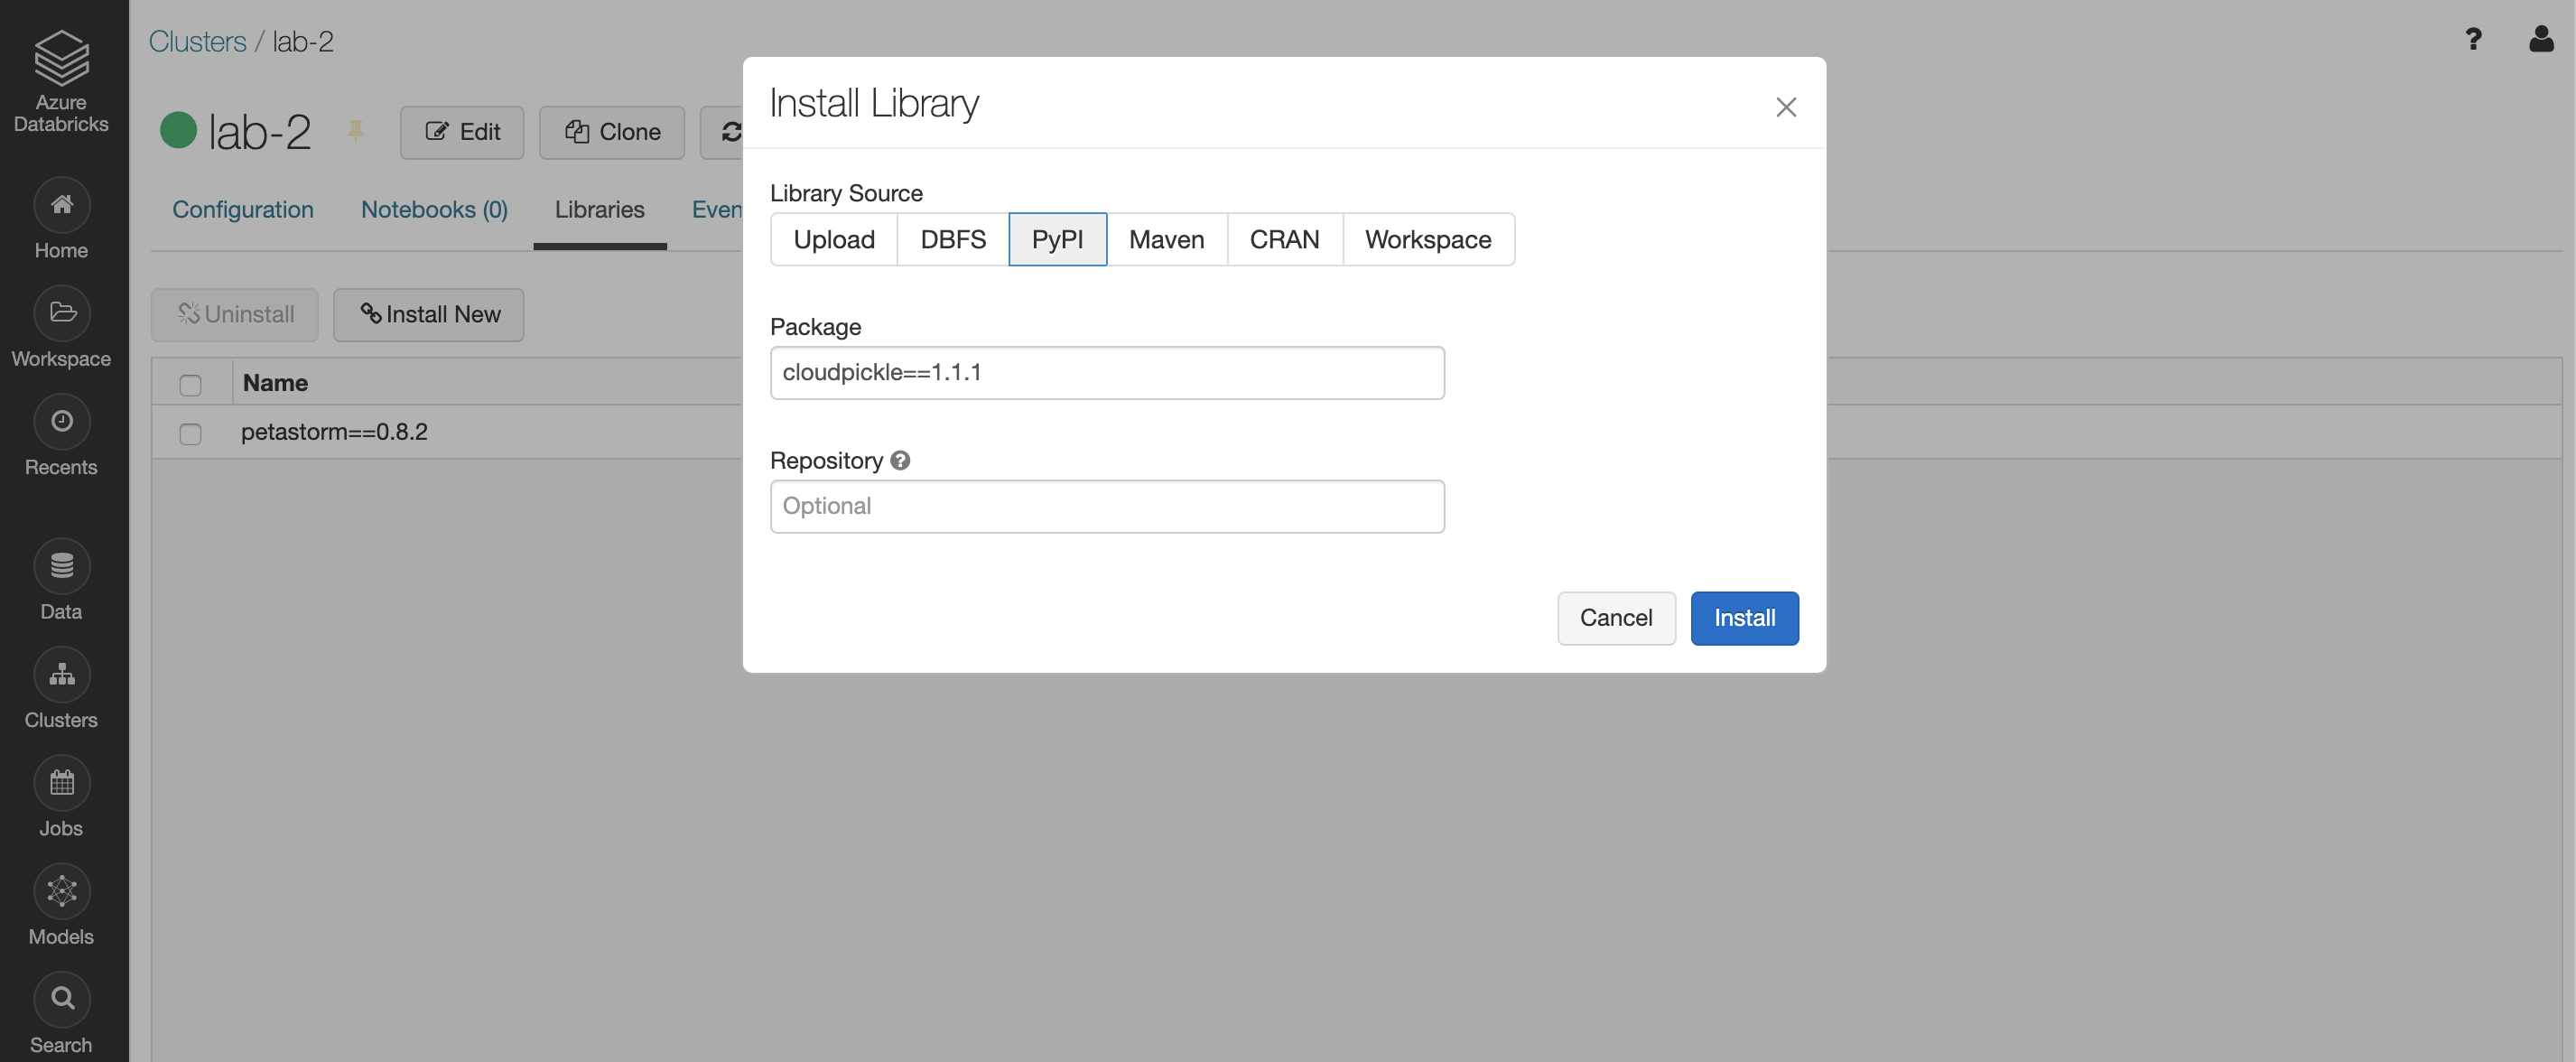 Azure
Databricks
Home
Workspace
Recents
Data
Clusters
Jobs
Models
Search
Clusters / lab-2
?
lab-2
Edit
Clone
Configuration
Notebooks (0)
Libraries
Even
Uninstall
Install New
Name
petastorm==0.8.2
Install Library
Library Source
Upload
DBFS
PyPI
Maven
CRAN
Workspace
Package
cloudpickle==1.1.1
Repository ?
Optional
Cancel
Install